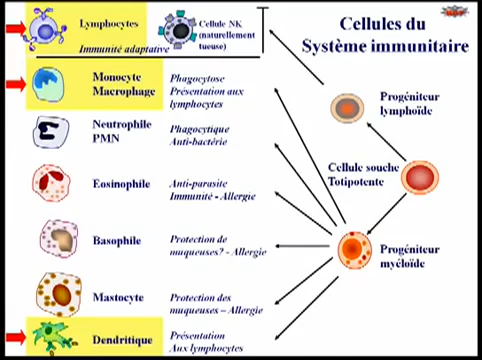 Cellules du
Système immunitaire
Lymphocytes
Immunité adaptative
Cellule NK
(naturellement
tueuse)
Monocyte
Macrophage
Phagocytose
Présentation aux
lymphocytes
Neutrophile
PMN
Phagocytique
Anti-bactérie
Eosinophile
Anti-parasite
Immunité - Allergie
Basophile
Protection de
muqueuses? - Allergie
Mastocyte
Protection des
muqueuses – Allergie
Dendritique
Présentation
Aux lymphocytes
Progéniteur
lymphoïde
Cellule souche
Totipotente
Progéniteur
myéloïde